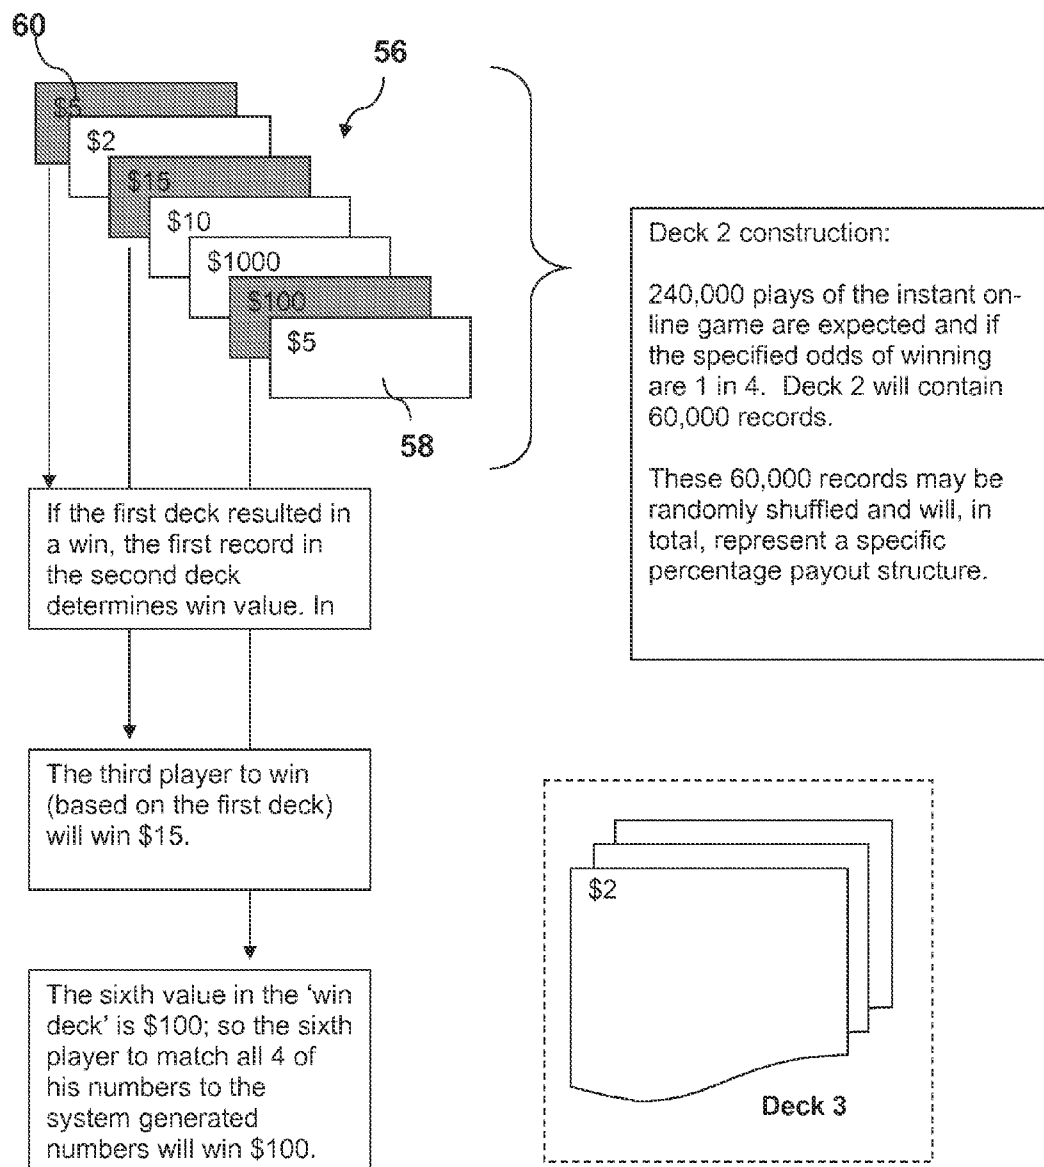 60
56
$5
$2
$15
$10
$1000
$100
$5
58
Deck 2 construction:
240,000 plays of the instant on-
line game are expected and if
the specified odds of winning
are 1 in 4. Deck 2 will contain
60,000 records.
These 60,000 records may be
randomly shuffled and will, in
total, represent a specific
percentage payout structure.
If the first deck resulted in
a win, the first record in
the second deck
determines win value. In
The third player to win
(based on the first deck)
will win $15.
The sixth value in the ‘win
deck’ is $100; so the sixth
player to match all 4 of
his numbers to the
system generated
numbers will win $100.
$2
Deck 3